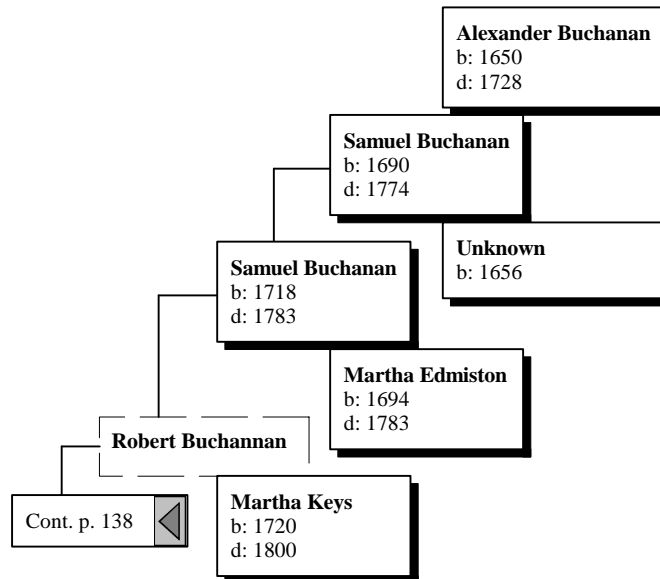 Alexander Buchanan
b: 1650
d: 1728
Samuel Buchanan
b: 1690
d: 1774
Unknown
b: 1656
Samuel Buchanan
b: 1718
d: 1783
Martha Edmiston
b: 1694
d: 1783
Robert Buchannan
Martha Keys
b: 1720
d: 1800
Cont. p. 138